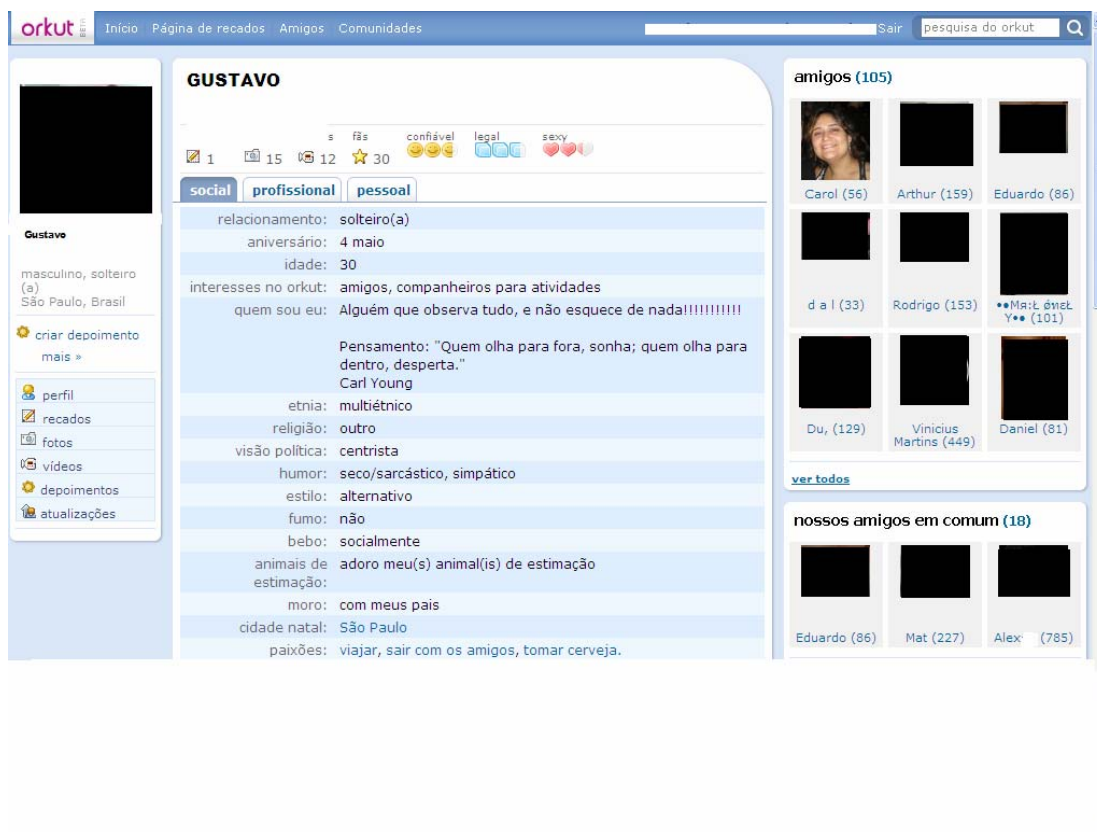 orkut BETA
Início Página de recados Amigos Comunidades
Sair
pesquisa do orkut
Gustavo
masculino, solteiro
(a)
São Paulo, Brasil
criar depoimento
mais »
perfil
recados
fotos
vídeos
depoimentos
atualizações
GUSTAVO
s fãs confiável legal sexy
1 15 12 30
social profissional pessoal
relacionamento: solteiro(a)
aniversário: 4 maio
idade: 30
interesses no orkut: amigos, companheiros para atividades
quem sou eu: Alguém que observa tudo, e não esquece de nada!!!!!!!!!!!
Pensamento: "Quem olha para fora, sonha; quem olha para
dentro, desperta."
Carl Young
etnia: multiétnico
religião: outro
visão política: centrista
humor: seco/sarcástico, simpático
estilo: alternativo
fumo: não
bebo: socialmente
animais de adoro meu(s) animal(is) de estimação
estimação:
moro: com meus pais
cidade natal: São Paulo
paixões: viajar, sair com os amigos, tomar cerveja.
amigos (105)
Carol (56) Arthur (159) Eduardo (86)
d a l (33) Rodrigo (153)
(101)
Du, (129) Vinicius Daniel (81)
Martins (449)
ver todos
nossos amigos em comum (18)
Eduardo (86) Mat (227) Alex (785)